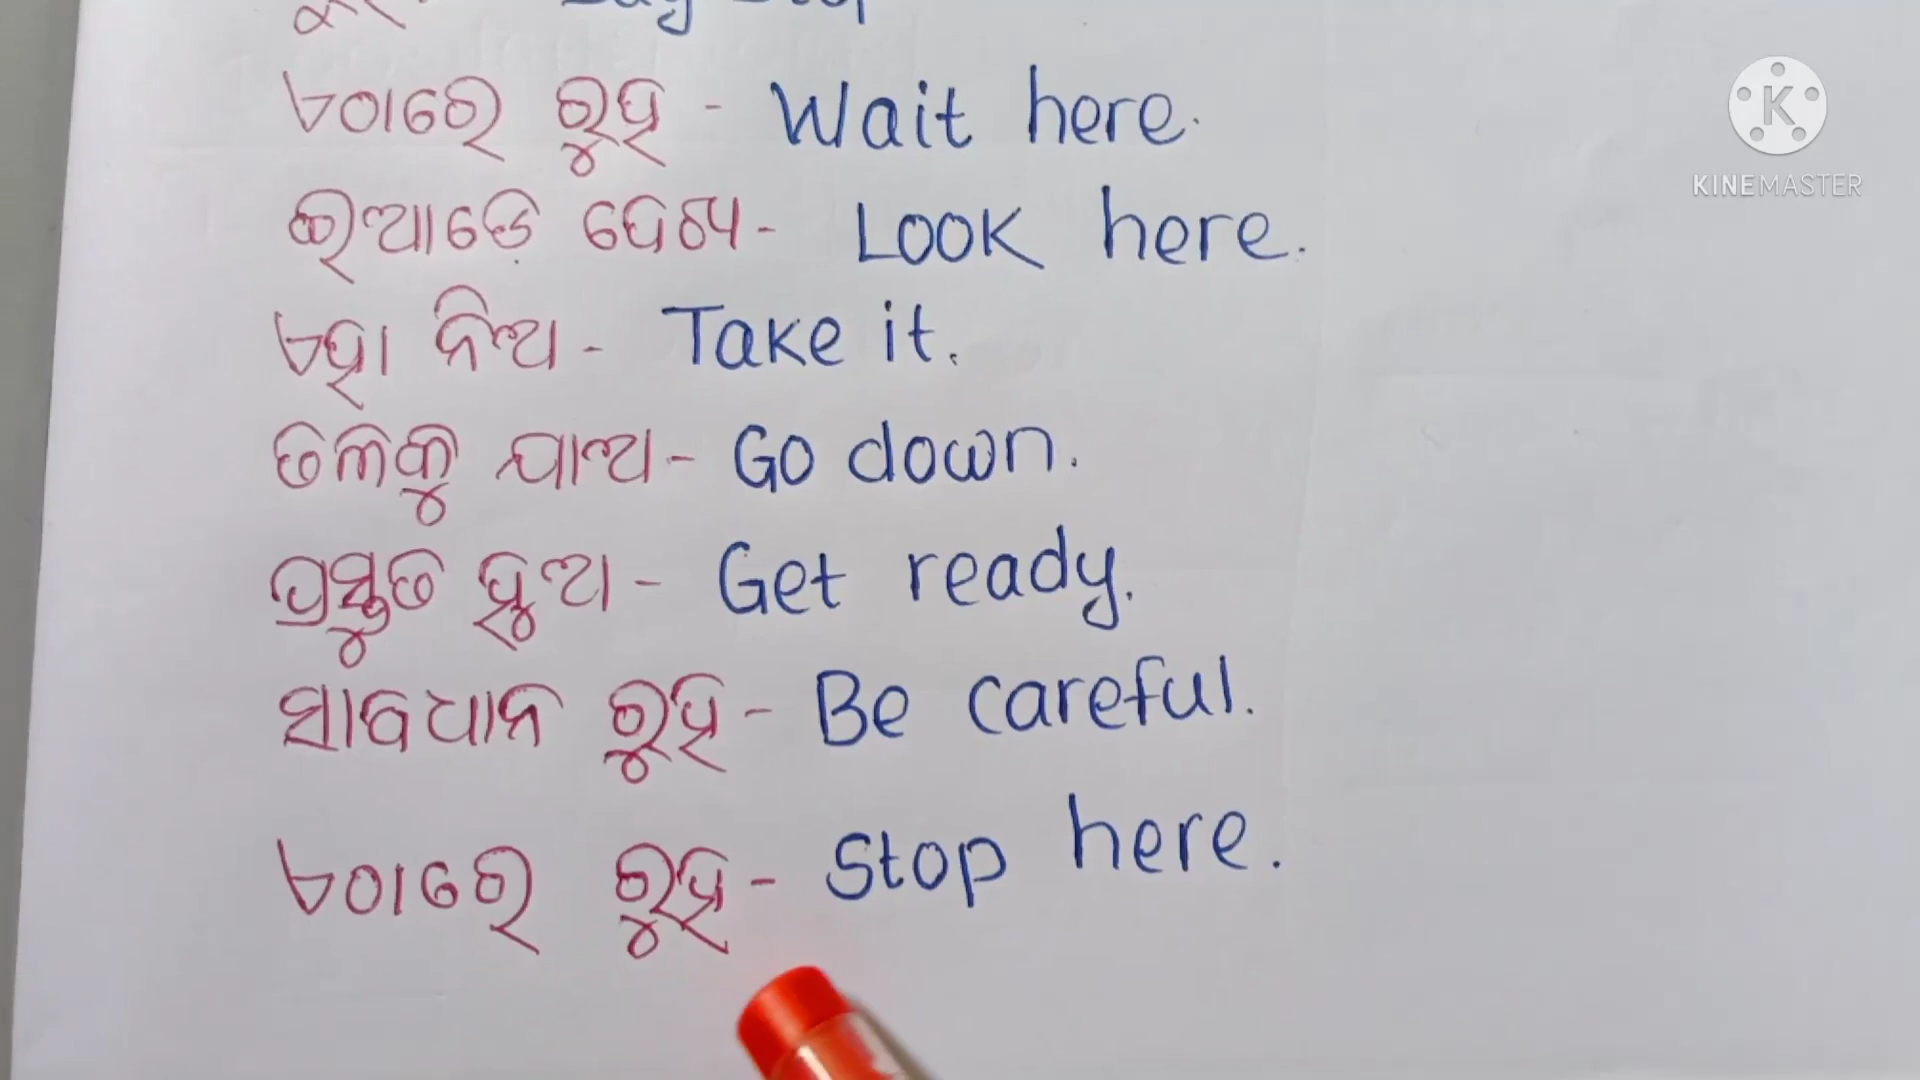 ଏଠାରେ ରୁହ - Wait here.
ଇଆଡେ଼ ଦେଖ - Look here.
ଏହା ନିଅ - Take it.
ତଳକୁ ଯାଅ - Go down.
ପ୍ରସ୍ତୁତ ହୁଅ - Get ready.
ସାବଧାନ ରୁହ - Be careful.
ଏଠାରେ ରୁହ - Stop here.
K
KINEMASTER